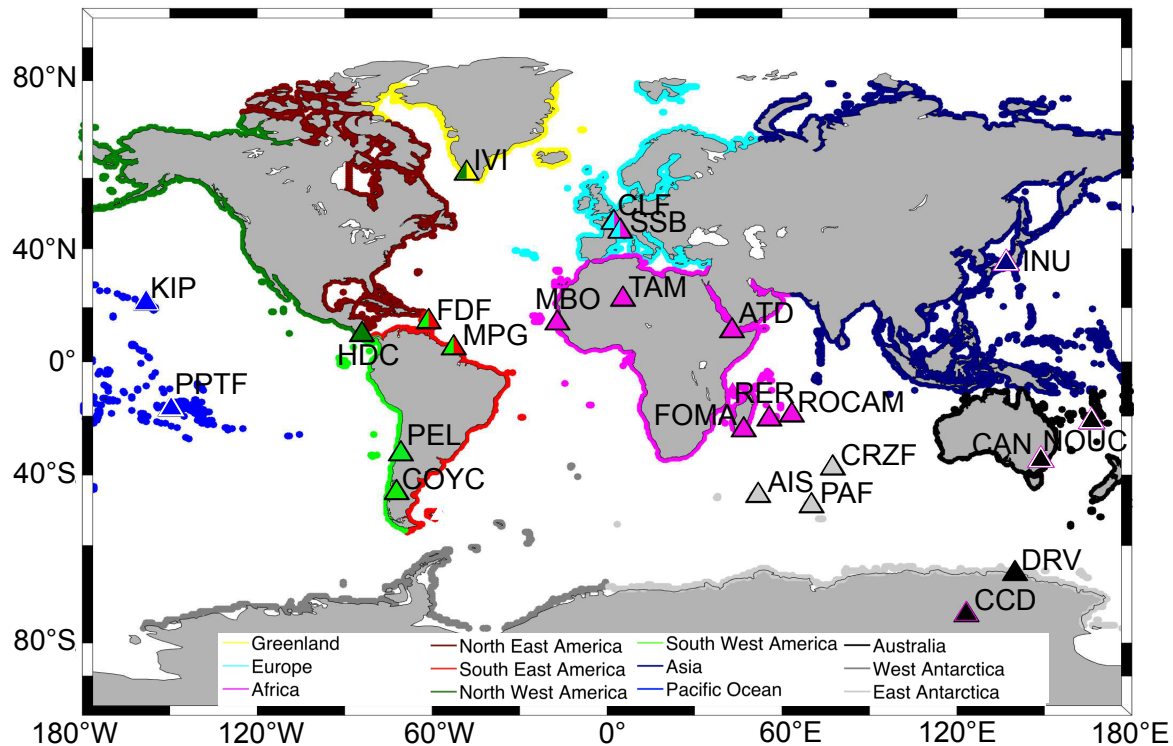 80°N
IVI
CLF
SSB
40°N
INU
KIP
TAM
MBO
FDF
ATD
MPG
HDC
0°
PPTF
RER
ROCAM
FOMA
PEL
CAN
NOUC
CRZF
40°S
COYC
AIS
PAF
DRV
CCD
80°S
Greenland
North East America
South West America
Australia
Europe
South East America
Asia
West Antarctica
Africa
North West America
Pacific Ocean
East Antarctica
180°W
120°W
60°W
0°
60°E
120°E
180°E